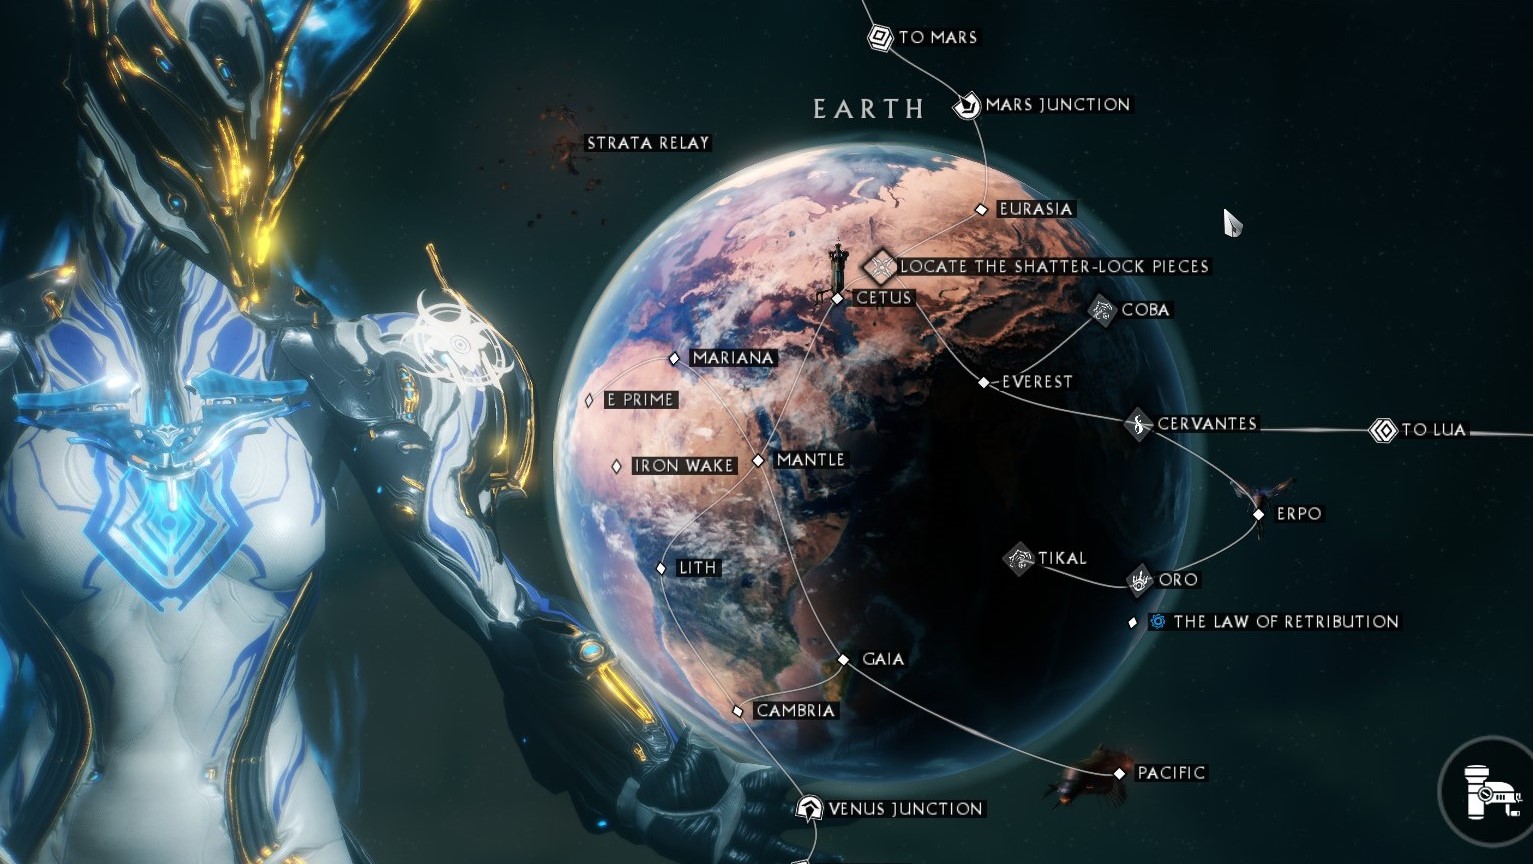 TO MARS
EARTH
MARS JUNCTION
STRATA RELAY
EURASIA
LOCATE THE SHATTER-LOCK PIECES
CETUS
COBA
MARIANA
EVEREST
E PRIME
CERVANTES
TO LUA
IRON WAKE
MANTLE
ERPO
TIKAL
LITH
ORO
THE LAW OF RETRIBUTION
GAIA
CAMBRIA
PACIFIC
VENUS JUNCTION